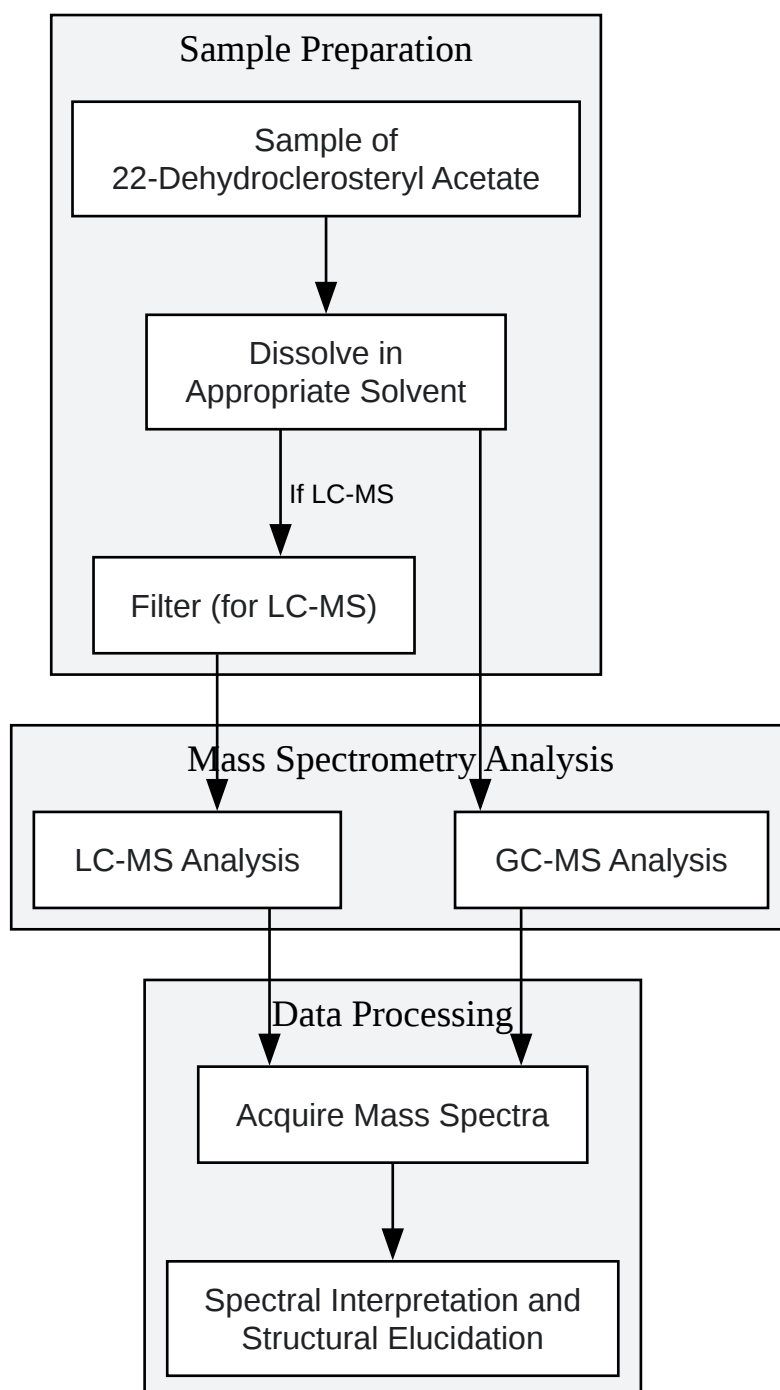 Sample Preparation
Sample of
22-Dehydroclerosteryl Acetate
Dissolve in
Appropriate Solvent
If LC-MS
Filter (for LC-MS)
Mass Spectrometry Analysis
LC-MS Analysis
GC-MS Analysis
Data Processing
Acquire Mass Spectra
Spectral Interpretation and
Structural Elucidation